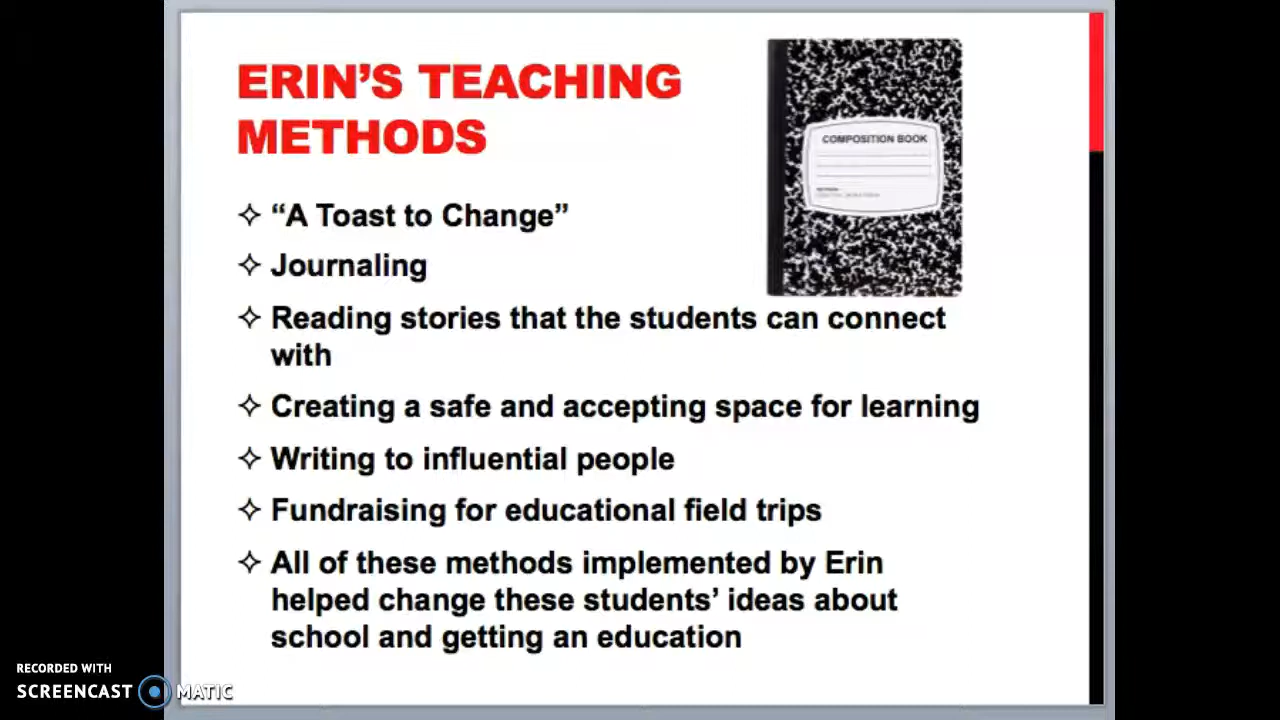 ERIN’S TEACHING
METHODS
COMPOSITION BOOK
“A Toast to Change”
Journaling
Reading stories that the students can connect
with
Creating a safe and accepting space for learning
Writing to influential people
Fundraising for educational field trips
All of these methods implemented by Erin
helped change these students’ ideas about
school and getting an education
RECORDED WITH
SCREENCAST MATIC